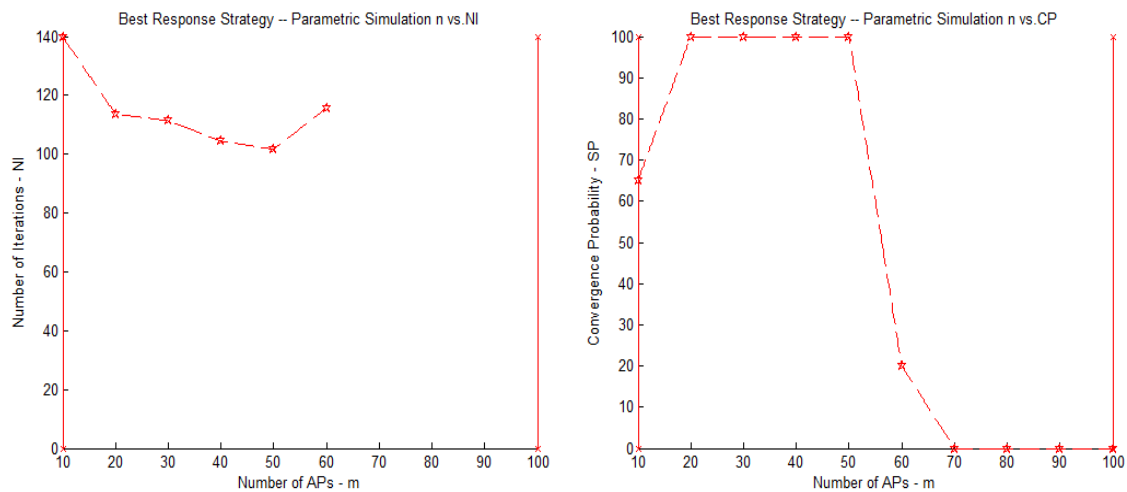 Best Response Strategy -- Parametric Simulation n vs.NI
140
120
100
80
60
40
20
0
10 20 30 40 50 60 70 80 90 100
Number of Iterations - NI
Number of APs - m
Best Response Strategy -- Parametric Simulation n vs.CP
100
90
80
70
60
50
40
30
20
10
0
10 20 30 40 50 60 70 80 90 100
Convergence Probability - SP
Number of APs - m